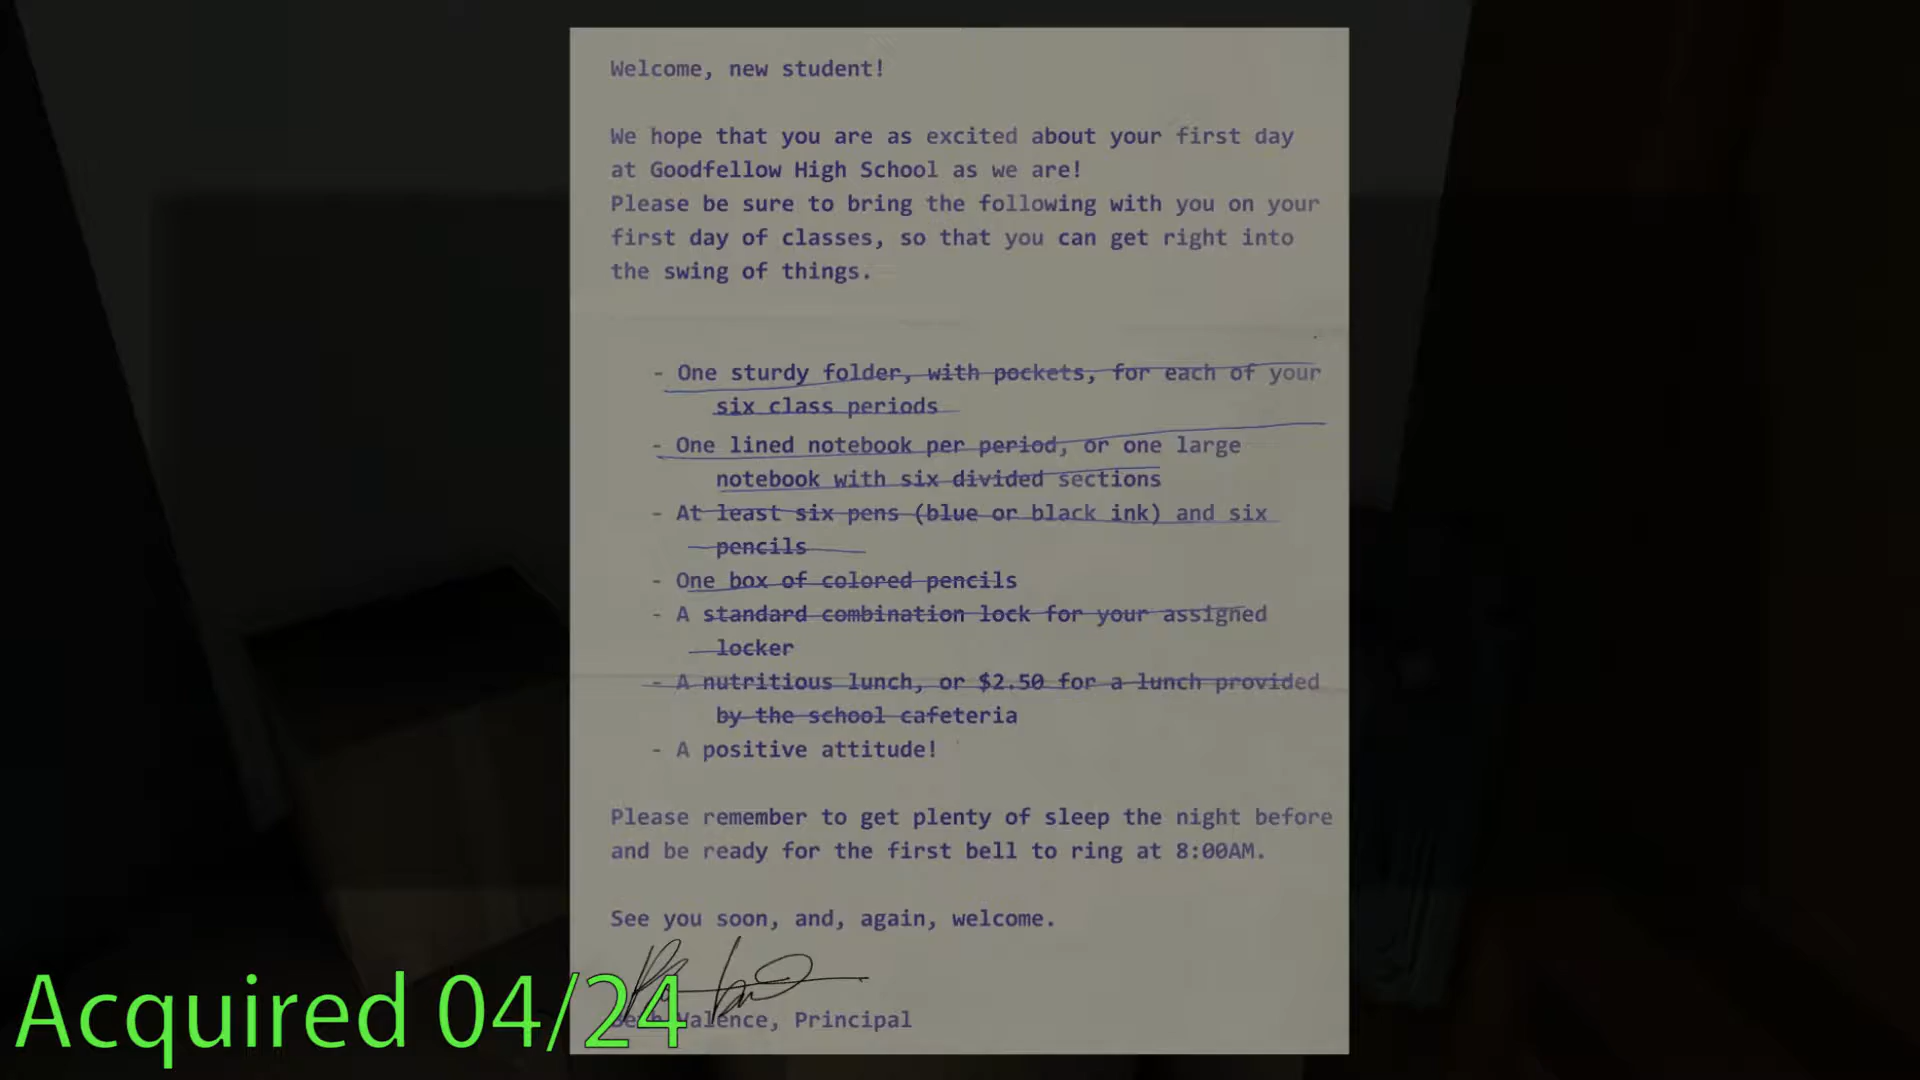 Welcome, new student!
We hope that you are as excited about your first day
at Goodfellow High School as we are!
Please be sure to bring the following with you on your
first day of classes, so that you can get right into
the swing of things.
- One sturdy folder, with pockets, for each of your
six class periods
- One lined notebook per period, or one large
notebook with six divided sections
- At least six pens (blue or black ink) and six
pencils
- One box of colored pencils
- A standard combination lock for your assigned
locker
- A nutritious lunch, or $2.50 for a lunch provided
by the school cafeteria
- A positive attitude!
Please remember to get plenty of sleep the night before
and be ready for the first bell to ring at 8:00AM.
See you soon, and, again, welcome.
Beth Valence, Principal
Acquired 04/24